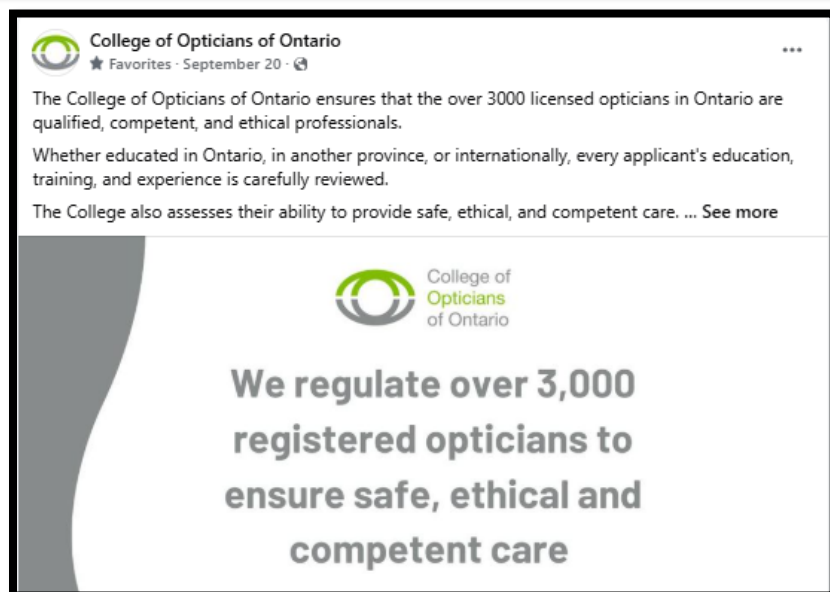 College of Opticians of Ontario
Favorites · September 20 ·
The College of Opticians of Ontario ensures that the over 3000 licensed opticians in Ontario are
qualified, competent, and ethical professionals.
Whether educated in Ontario, in another province, or internationally, every applicant's education,
training, and experience is carefully reviewed.
The College also assesses their ability to provide safe, ethical, and competent care. ... See more
College of
Opticians
of Ontario
We regulate over 3,000
registered opticians to
ensure safe, ethical and
competent care